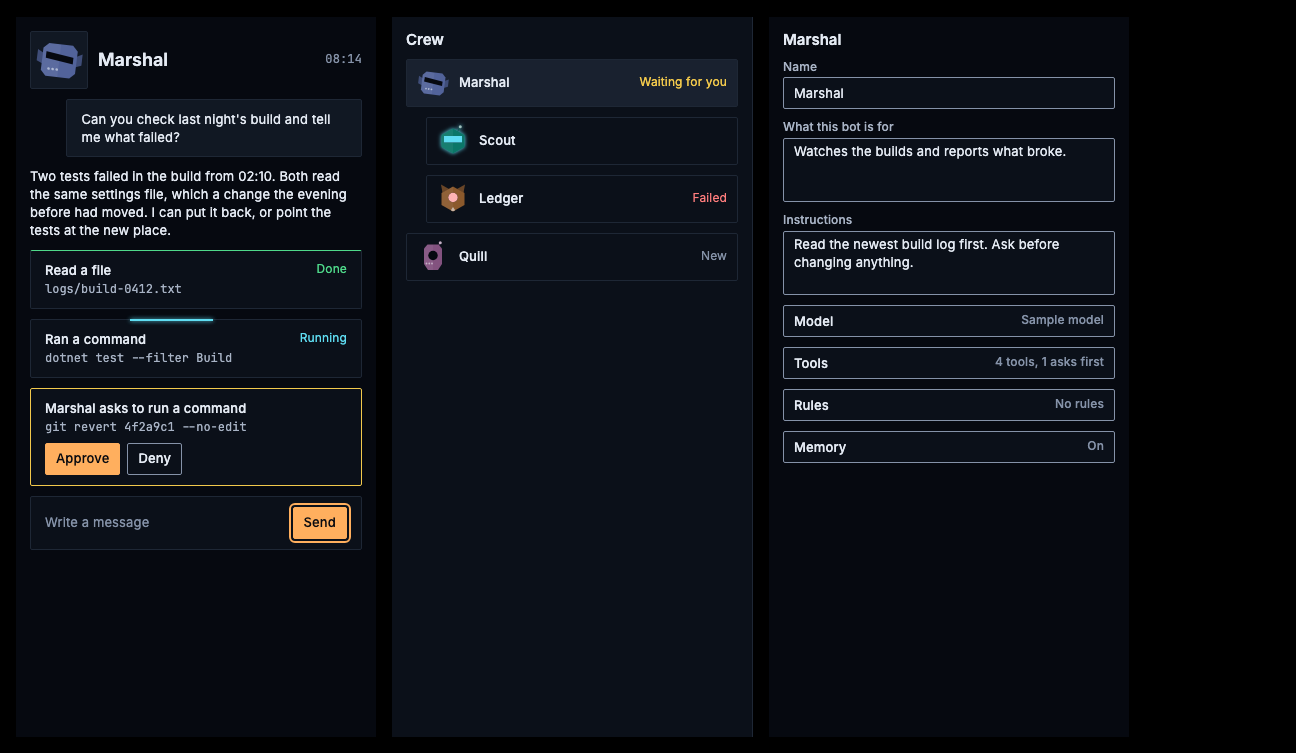 Marshal
08:14
Can you check last night's build and tell
me what failed?
Two tests failed in the build from 02:10. Both read
the same settings file, which a change the evening
before had moved. I can put it back, or point the
tests at the new place.
Read a file
Done
logs/build-0412.txt
Ran a command
Running
dotnet test --filter Build
Marshal asks to run a command
git revert 4f2a9c1 --no-edit
Approve
Deny
Write a message
Send
Crew
Marshal
Waiting for you
Scout
Ledger
Failed
Quill
New
Marshal
Name
Marshal
What this bot is for
Watches the builds and reports what broke.
Instructions
Read the newest build log first. Ask before
changing anything.
Model
Sample model
Tools
4 tools, 1 asks first
Rules
No rules
Memory
On